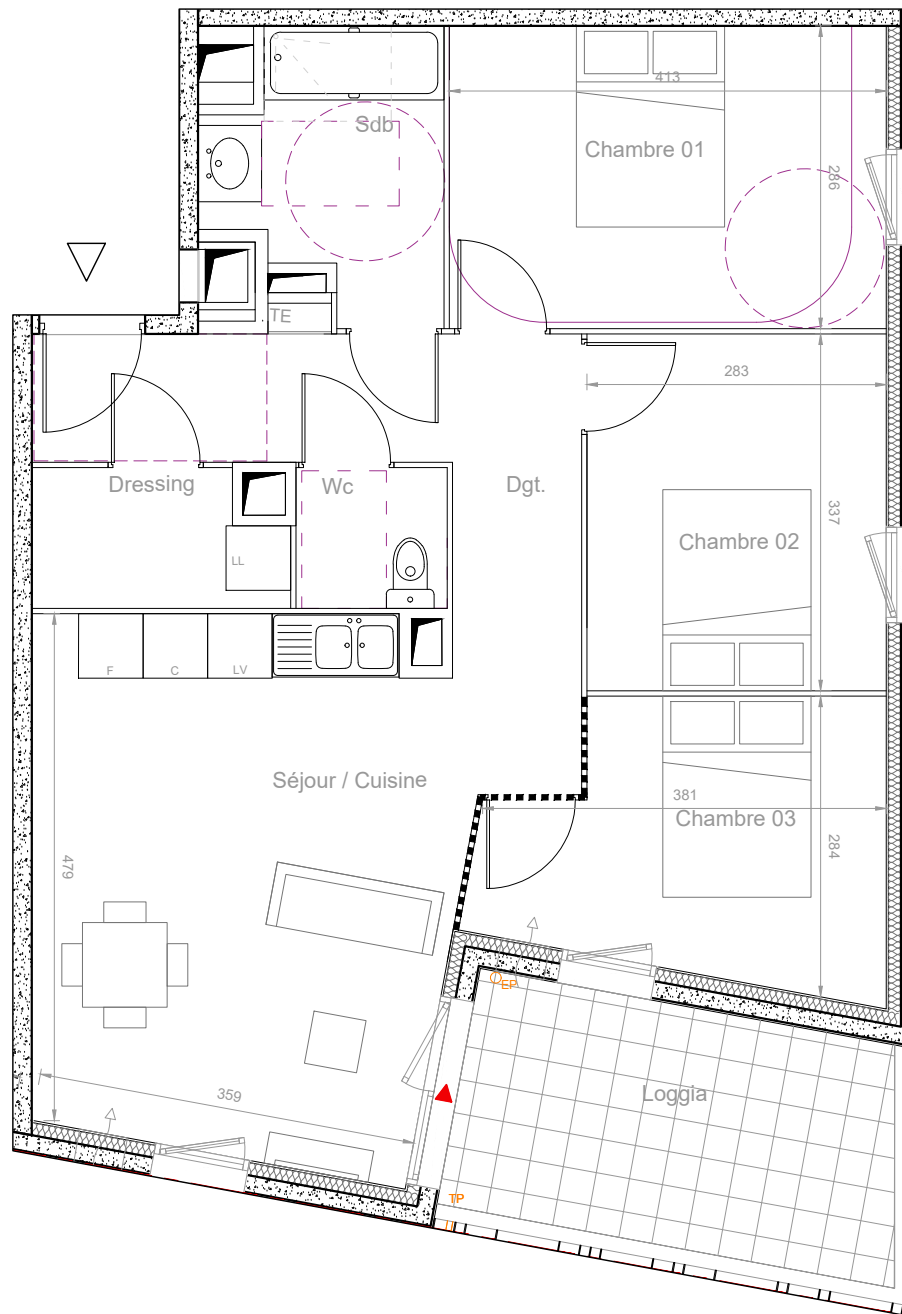 413
Sdb
Chambre 01
286
TE
283
Dressing
Wc
Dgt.
337
Chambre 02
LL
F
C
LV
Séjour / Cuisine
381
Chambre 03
479
284
EP
359
Loggia
TP